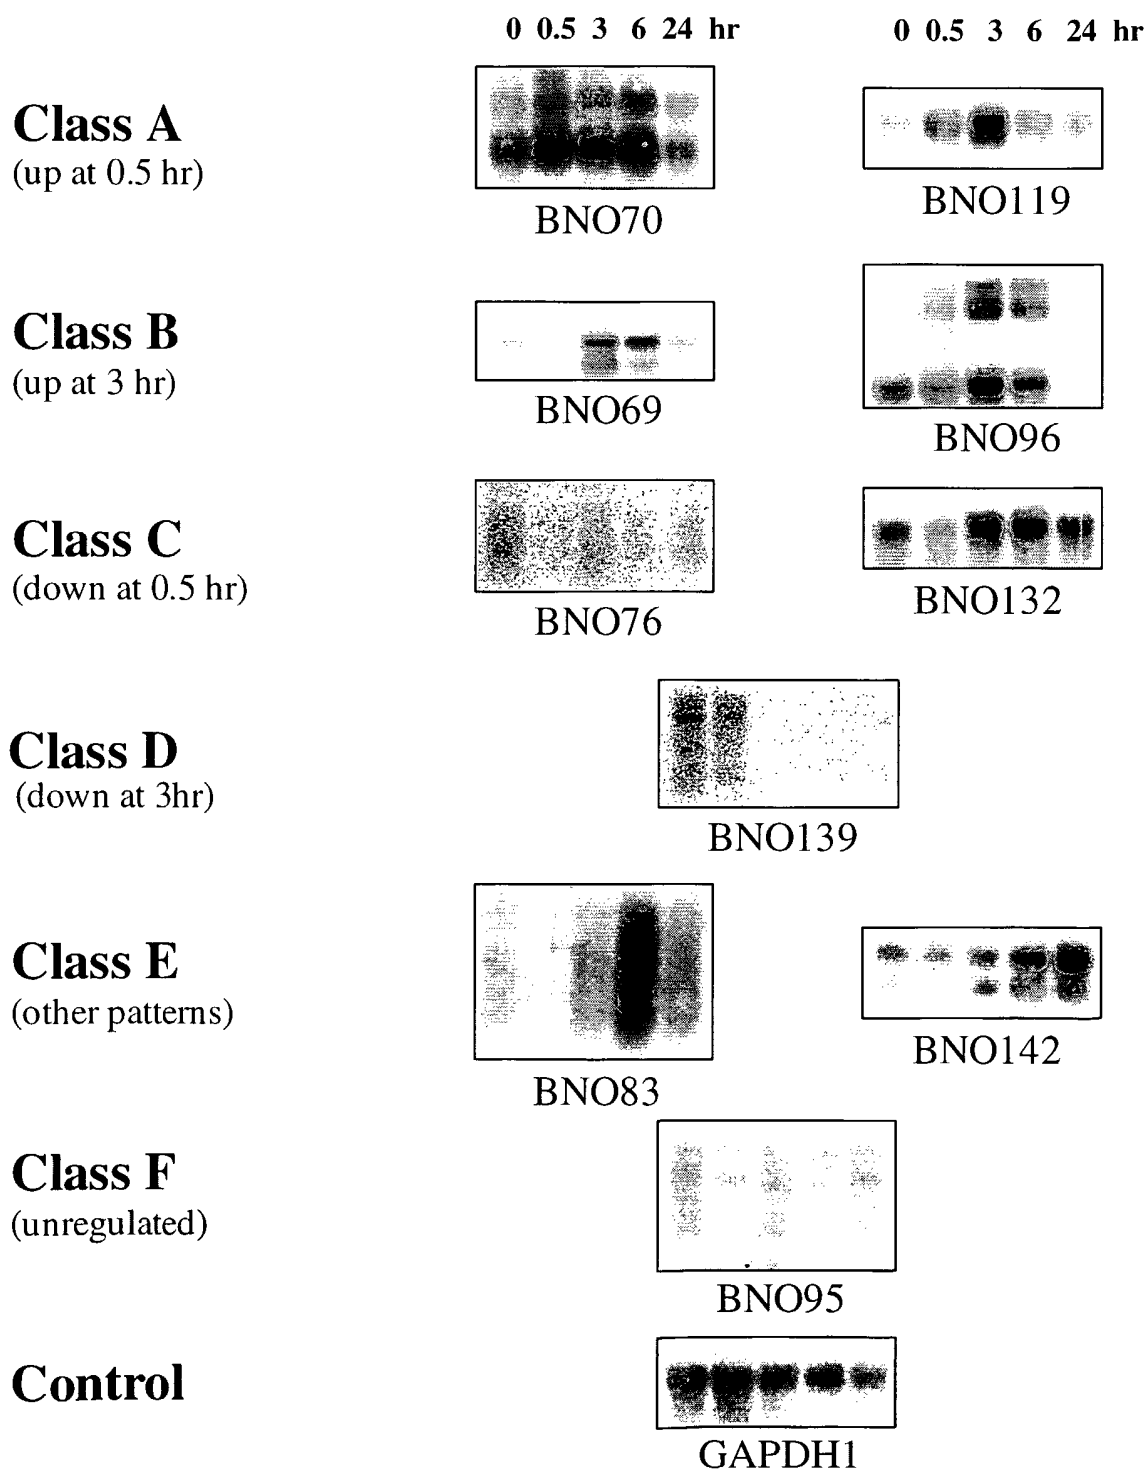 0 0.5 3 6 24 hr 0 0.5 3 6 24 hr
Class A
(up at 0.5 hr)
BNO70 BNO119
Class B
(up at 3 hr)
BNO69 BNO96
Class C
(down at 0.5 hr)
BNO76 BNO132
Class D
(down at 3hr)
BNO139
Class E
(other patterns)
BNO83 BNO142
Class F
(unregulated)
BNO95
Control
GAPDH1